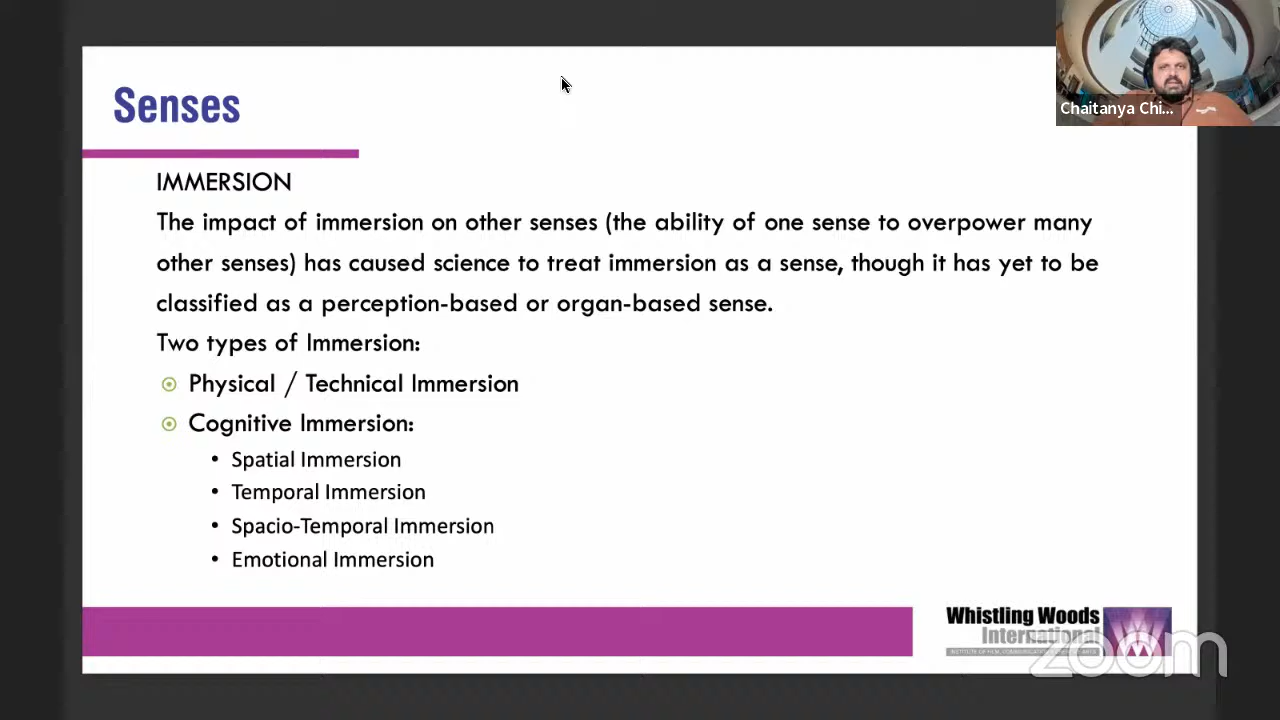 Senses
Chaitanya Chi...
IMMERSION
The impact of immersion on other senses (the ability of one sense to overpower many
other senses) has caused science to treat immersion as a sense, though it has yet to be
classified as a perception-based or organ-based sense.
Two types of Immersion:
Physical / Technical Immersion
Cognitive Immersion:
• Spatial Immersion
• Temporal Immersion
• Spacio-Temporal Immersion
• Emotional Immersion
Whistling Woods
International
zoom